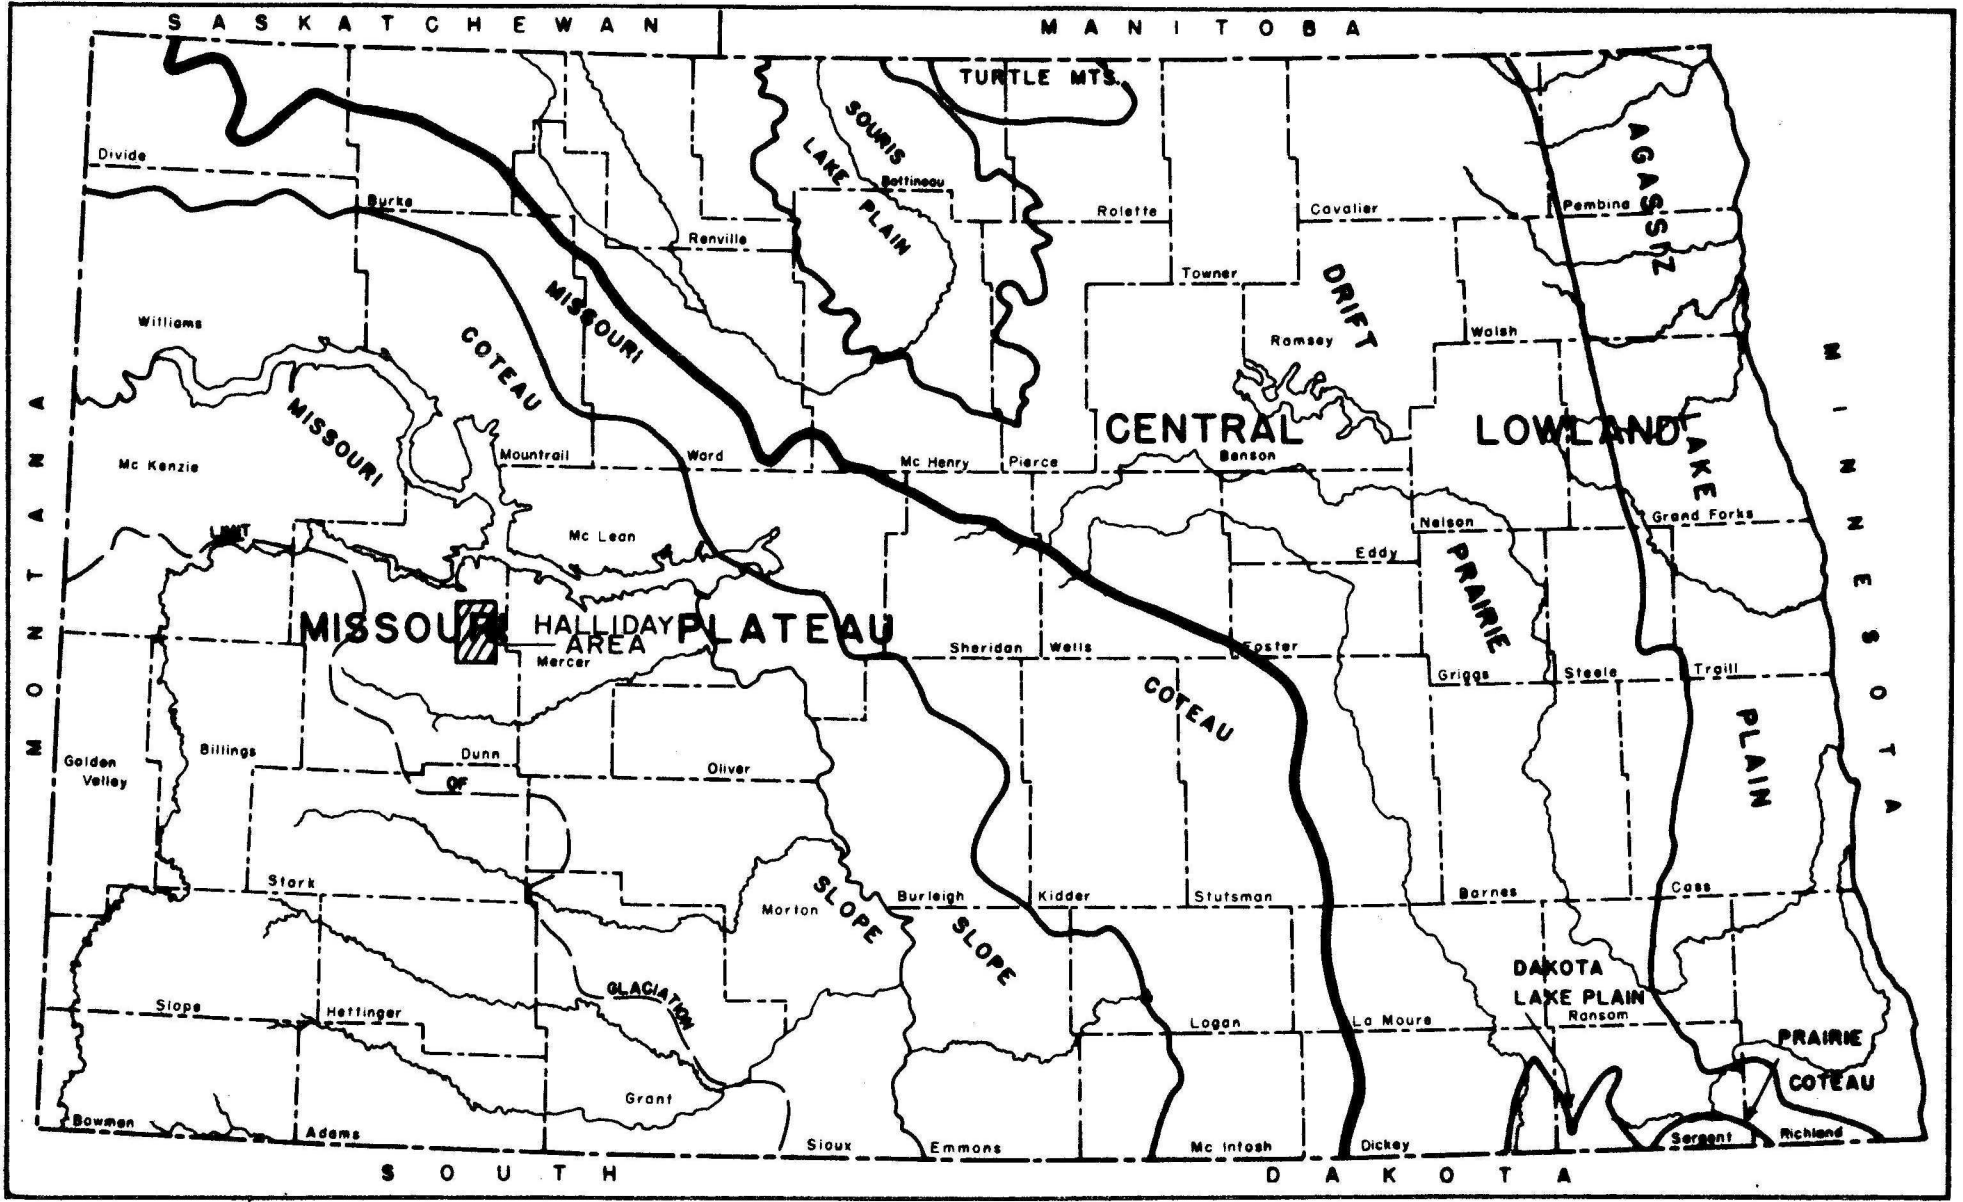 SASKATCHEWAN
MANITOBA
TURTLE MTS.
SOURIS
LAKE
PLAIN
AGASSIZ
Divide
Burke
Bottineau
Rolette
Cavalier
Pembina
Renville
Towner
DRIFT
Williams
MISSOURI
COTEAU
Ramsey
Walsh
MISSOURI
CENTRAL LOWLAND
LAKE
Mc Kenzie
Mountrail
Ward
Mc Henry
Pierce
Benson
Nelson
Grand Forks
LIMIT
Mc Lean
Eddy
PRAIRIE
MISSOURI PLATEAU
HALLIDAY
AREA
Mercer
Sheridan
Wells
Foster
Griggs
Steele
Traill
COTEAU
PLAIN
MONTANA
MINNESOTA
Golden
Velley
Billings
Dunn
OF
Oliver
Stark
Morton
SLOPE
Burleigh
SLOPE
Kidder
Stutsman
Barnes
Cass
DAKOTA
LAKE PLAIN
Ransom
Slope
Hettinger
GLACIATION
Logan
La Moure
PRAIRIE
COTEAU
Grant
Bowman
Adams
Sioux
Emmons
Mc Intosh
Dickey
Sargent
Richland
SOUTH DAKOTA